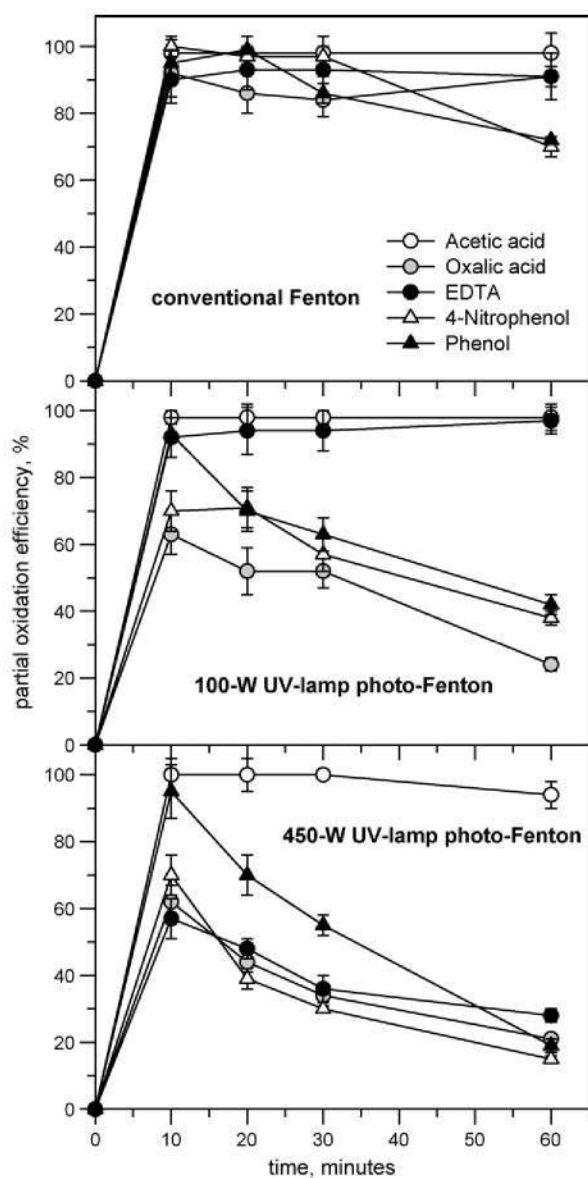 100
80
60
40
20
0
Acetic acid
Oxalic acid
EDTA
4-Nitrophenol
Phenol
conventional Fenton
partial oxidation efficiency, %
100
80
60
40
20
0
100-W UV-lamp photo-Fenton
100
80
60
40
20
0
450-W UV-lamp photo-Fenton
0 10 20 30 40 50 60
time, minutes